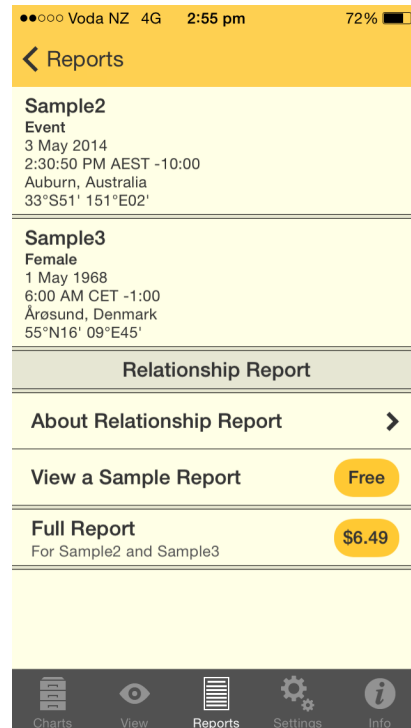 Voda NZ 4G 2:55 pm 72%
Reports
Sample2
Event
3 May 2014
2:30:50 PM AEST -10:00
Auburn, Australia
33°S51' 151°E02'
Sample3
Female
1 May 1968
6:00 AM CET -1:00
Årøsund, Denmark
55°N16' 09°E45'
Relationship Report
About Relationship Report
View a Sample Report Free
Full Report $6.49
For Sample2 and Sample3
Charts View Reports Settings Info